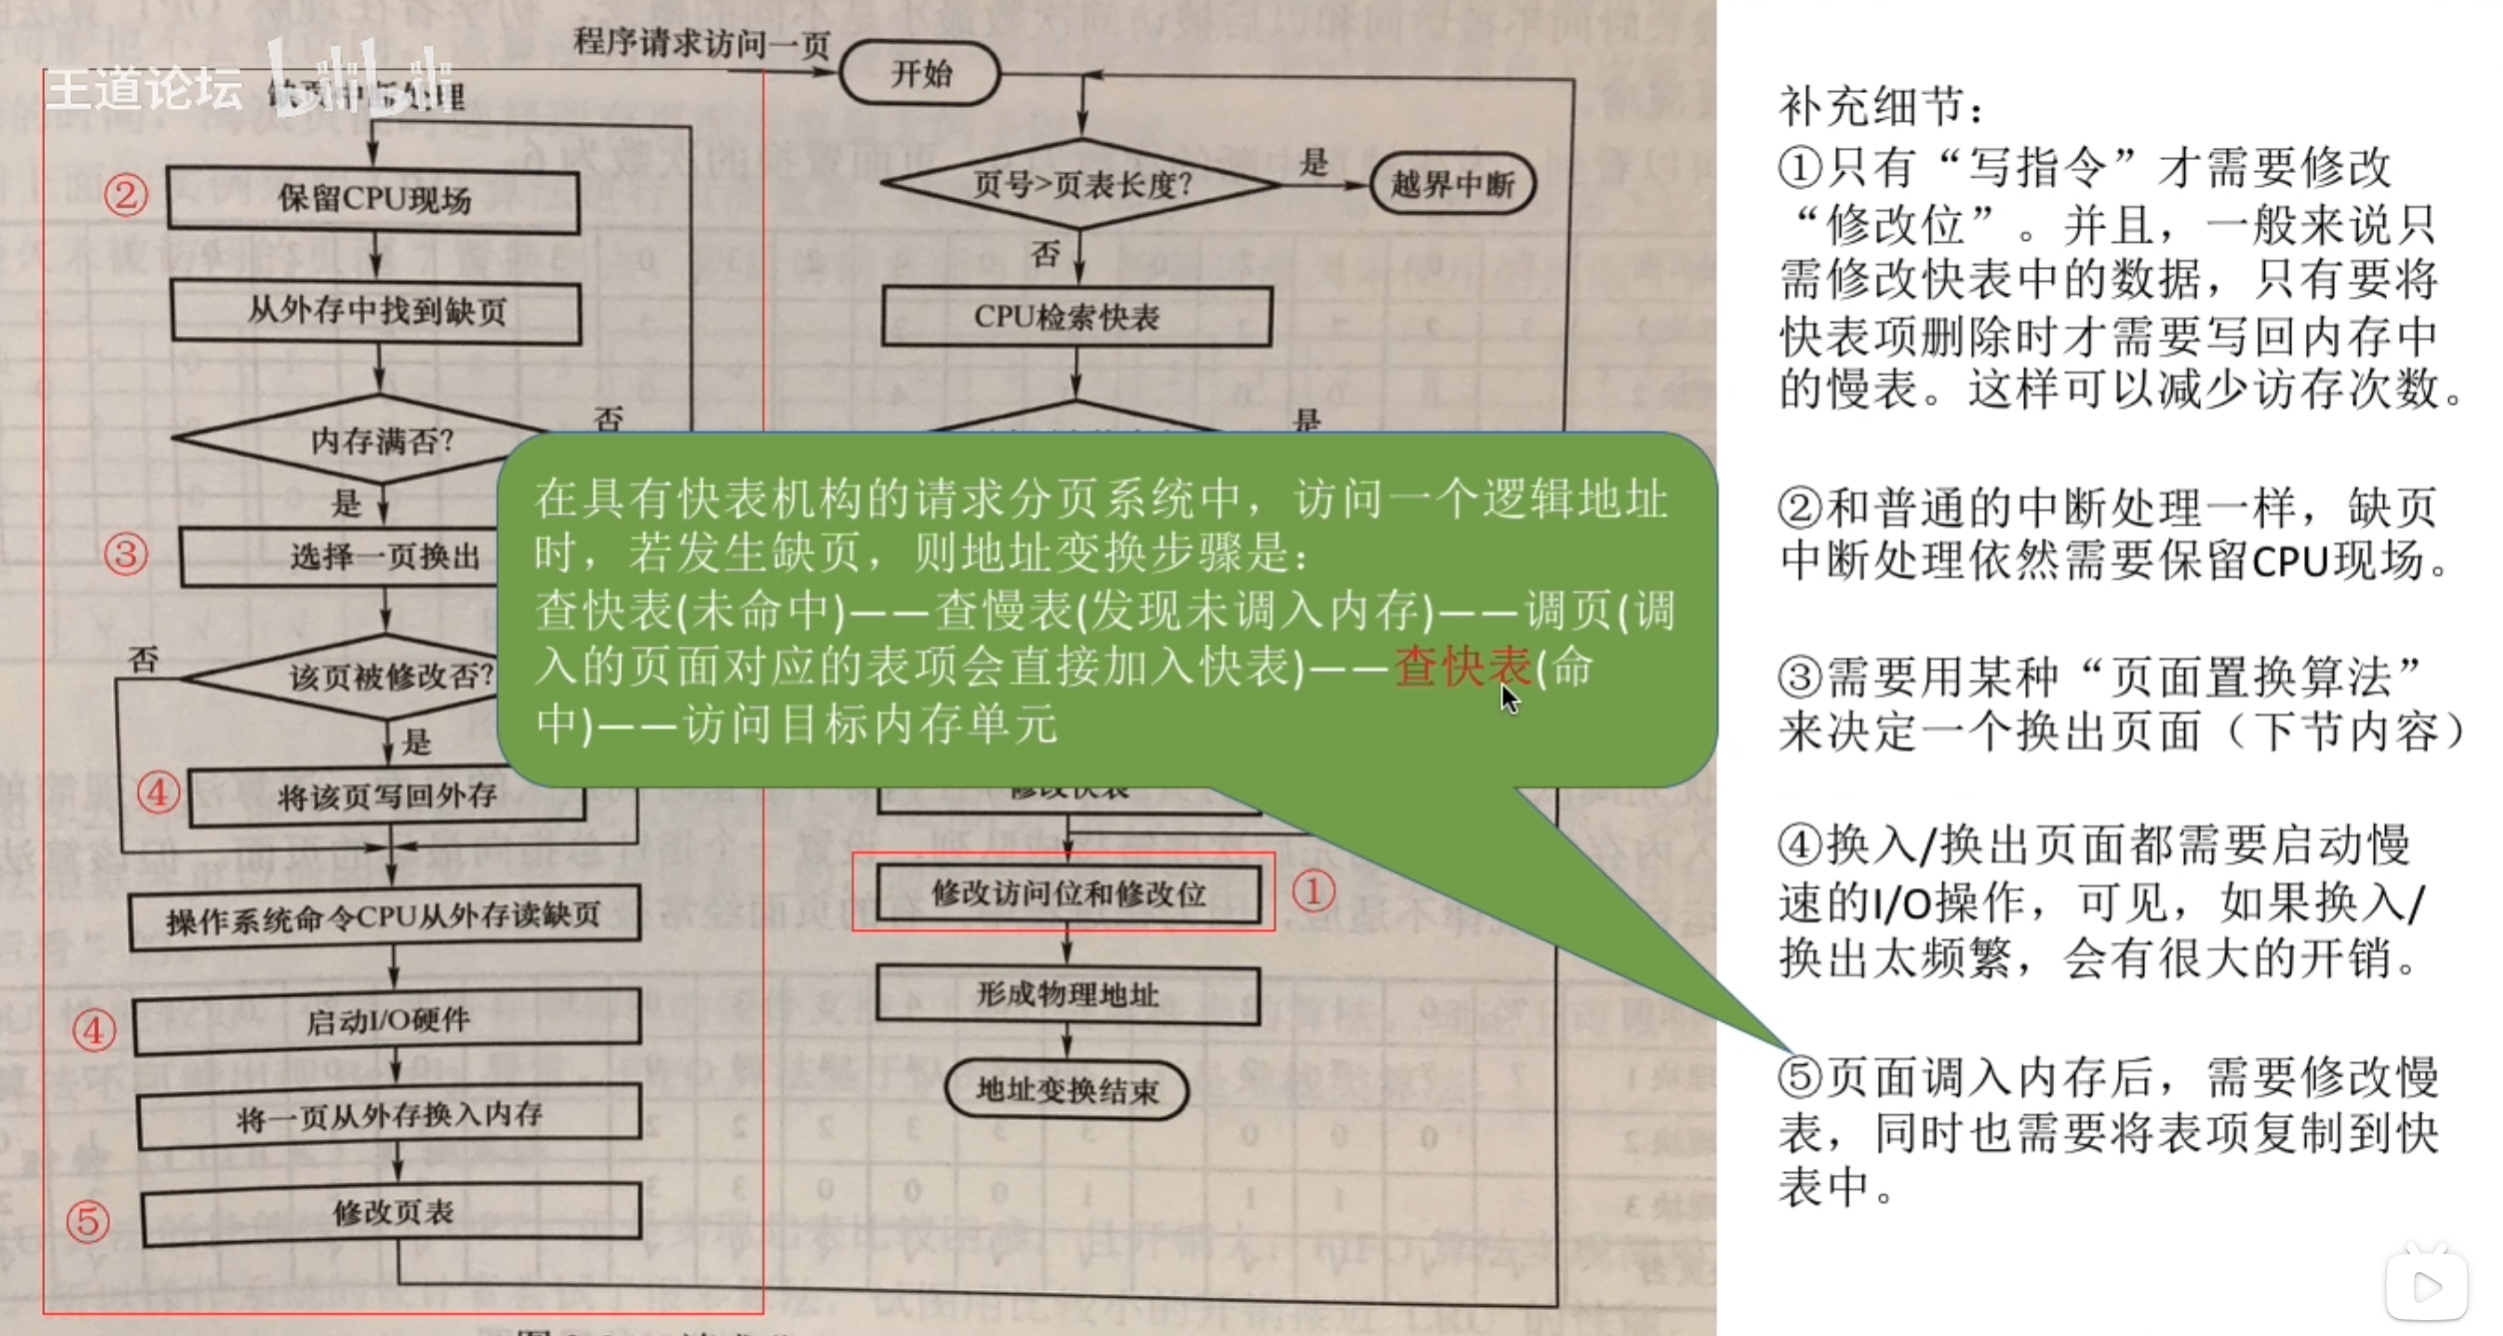 王道论坛
程序请求访问一页
开始
缺页中断处理
②
保留CPU现场
从外存中找到缺页
内存满否?
否
是
③
选择一页换出
该页被修改否?
否
是
④
将该页写回外存
操作系统命令CPU从外存读缺页
④
启动I/O硬件
将一页从外存换入内存
⑤
修改页表
页号>页表长度?
是
越界中断
否
CPU检索快表
是
修改快表
修改访问位和修改位
①
形成物理地址
地址变换结束
在具有快表机构的请求分页系统中，访问一个逻辑地址
时，若发生缺页，则地址变换步骤是：
查快表(未命中)——查慢表(发现未调入内存)——调页(调
入的页面对应的表项会直接加入快表)——查快表(命
中)——访问目标内存单元
补充细节：
①只有“写指令”才需要修改
“修改位”。并且，一般来说只
需修改快表中的数据，只有要将
快表项删除时才需要写回内存中
的慢表。这样可以减少访存次数。
②和普通的中断处理一样，缺页
中断处理依然需要保留CPU现场。
③需要用某种“页面置换算法”
来决定一个换出页面（下节内容）
④换入/换出页面都需要启动慢
速的I/O操作，可见，如果换入/
换出太频繁，会有很大的开销。
⑤页面调入内存后，需要修改慢
表，同时也需要将表项复制到快
表中。